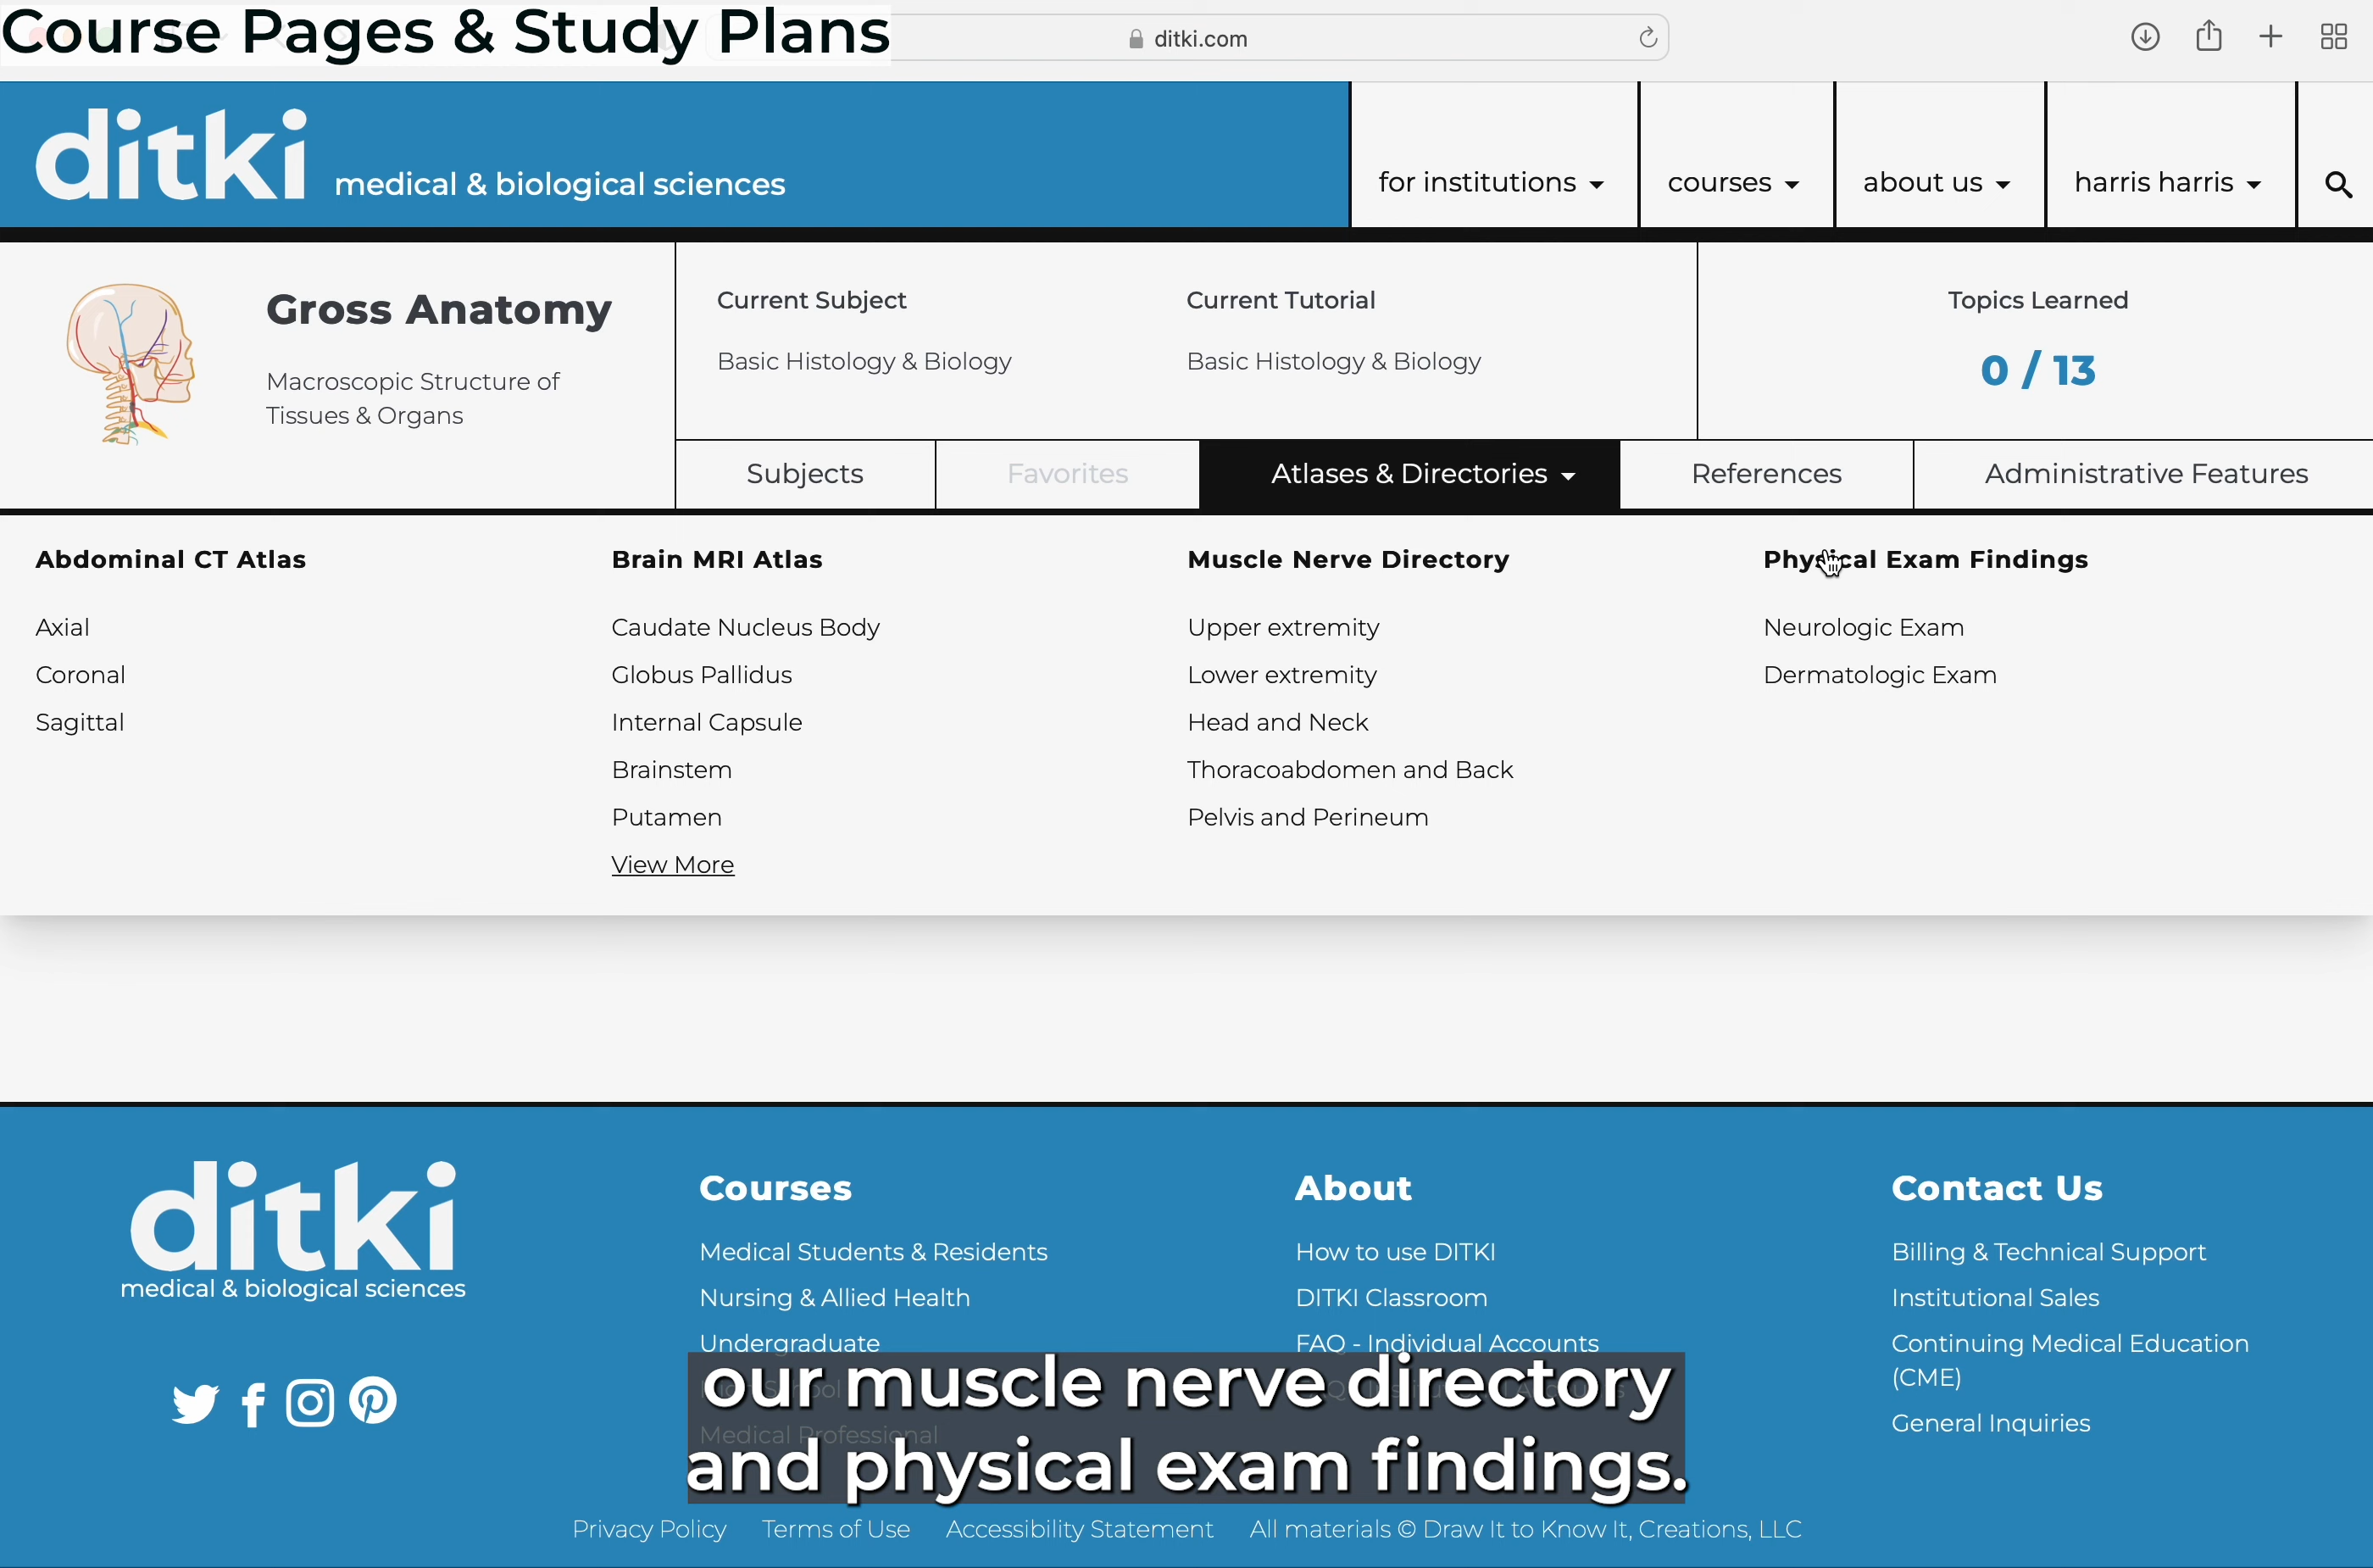 Course Pages & Study Plans
ditki.com
ditki medical & biological sciences
for institutions
courses
about us
harris harris
Gross Anatomy
Macroscopic Structure of
Tissues & Organs
Current Subject
Basic Histology & Biology
Current Tutorial
Basic Histology & Biology
Topics Learned
0 / 13
Subjects
Favorites
Atlases & Directories
References
Administrative Features
Abdominal CT Atlas
Axial
Coronal
Sagittal
Brain MRI Atlas
Caudate Nucleus Body
Globus Pallidus
Internal Capsule
Brainstem
Putamen
View More
Muscle Nerve Directory
Upper extremity
Lower extremity
Head and Neck
Thoracoabdomen and Back
Pelvis and Perineum
Physical Exam Findings
Neurologic Exam
Dermatologic Exam
ditki
medical & biological sciences
Courses
Medical Students & Residents
Nursing & Allied Health
Undergraduate
Medical Professional
About
How to use DITKI
DITKI Classroom
FAQ - Individual Accounts
Contact Us
Billing & Technical Support
Institutional Sales
Continuing Medical Education
(CME)
General Inquiries
our muscle nerve directory
and physical exam findings.
Privacy Policy
Terms of Use
Accessibility Statement
All materials © Draw It to Know It, Creations, LLC